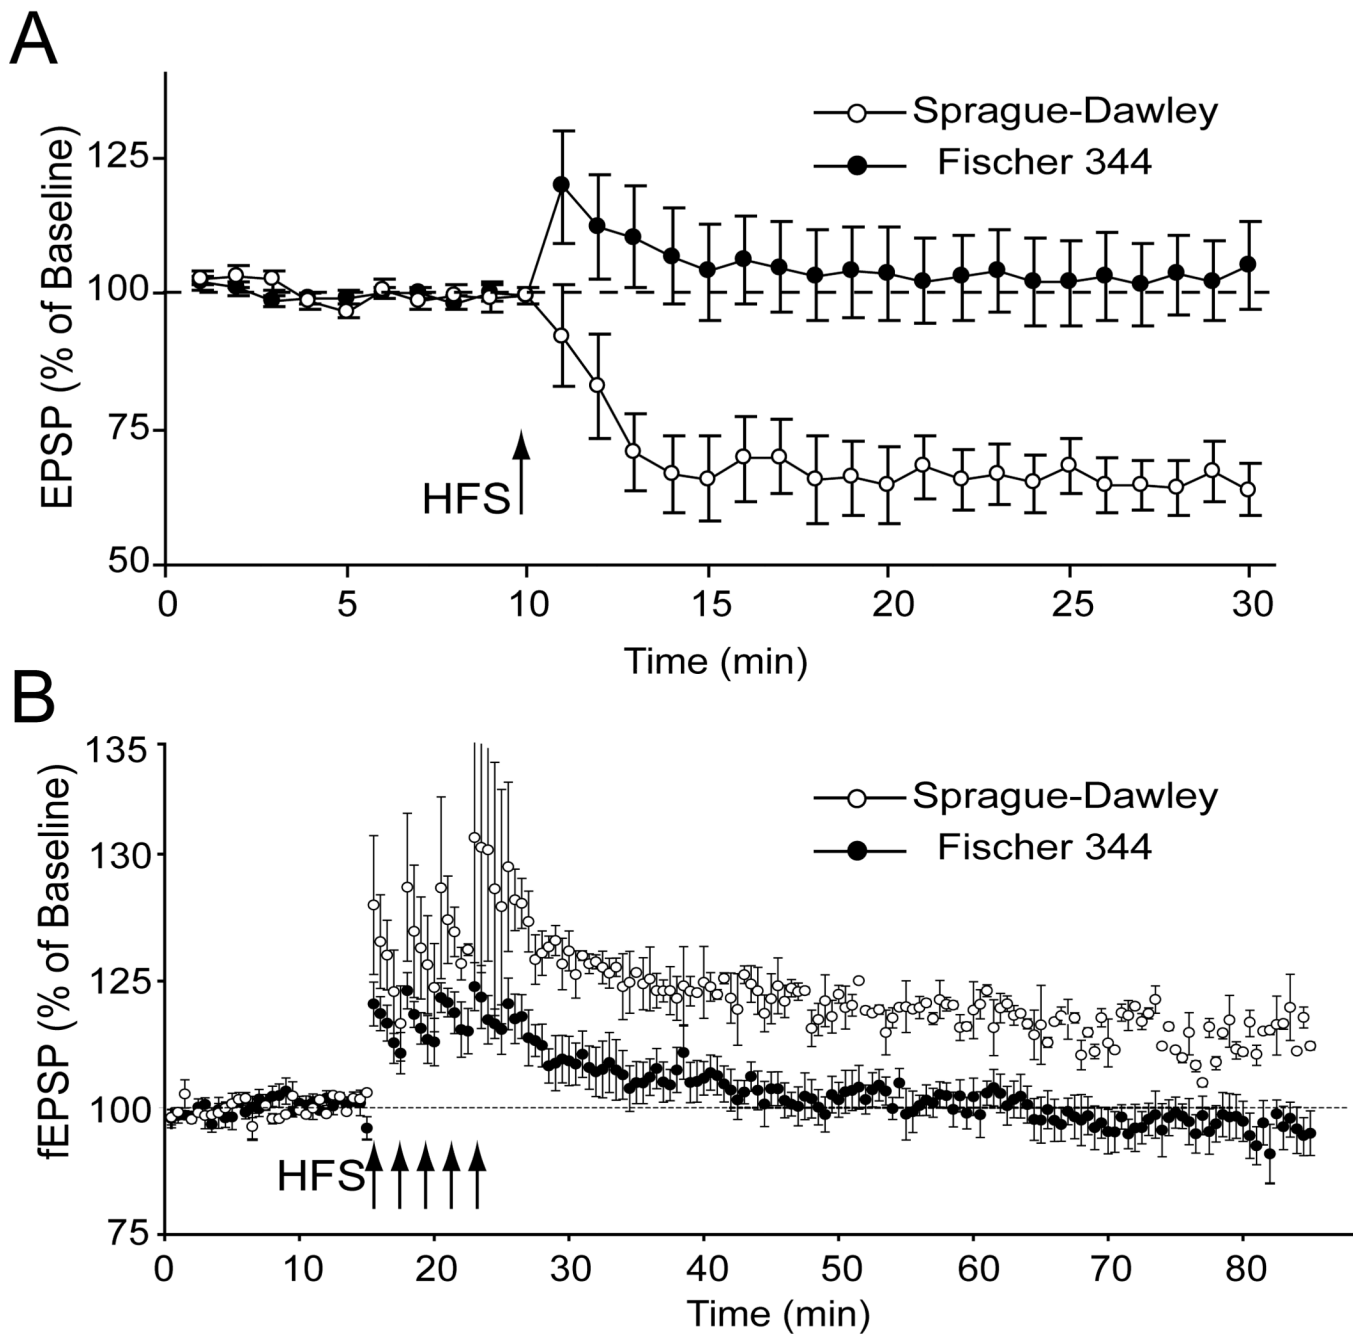 A
EPSP (% of Baseline)
125
100
75
50
Sprague-Dawley
Fischer 344
HFS
0 5 10 15 20 25 30
Time (min)
B
fEPSP (% of Baseline)
135
130
125
100
75
Sprague-Dawley
Fischer 344
HFS
0 10 20 30 40 50 60 70 80
Time (min)